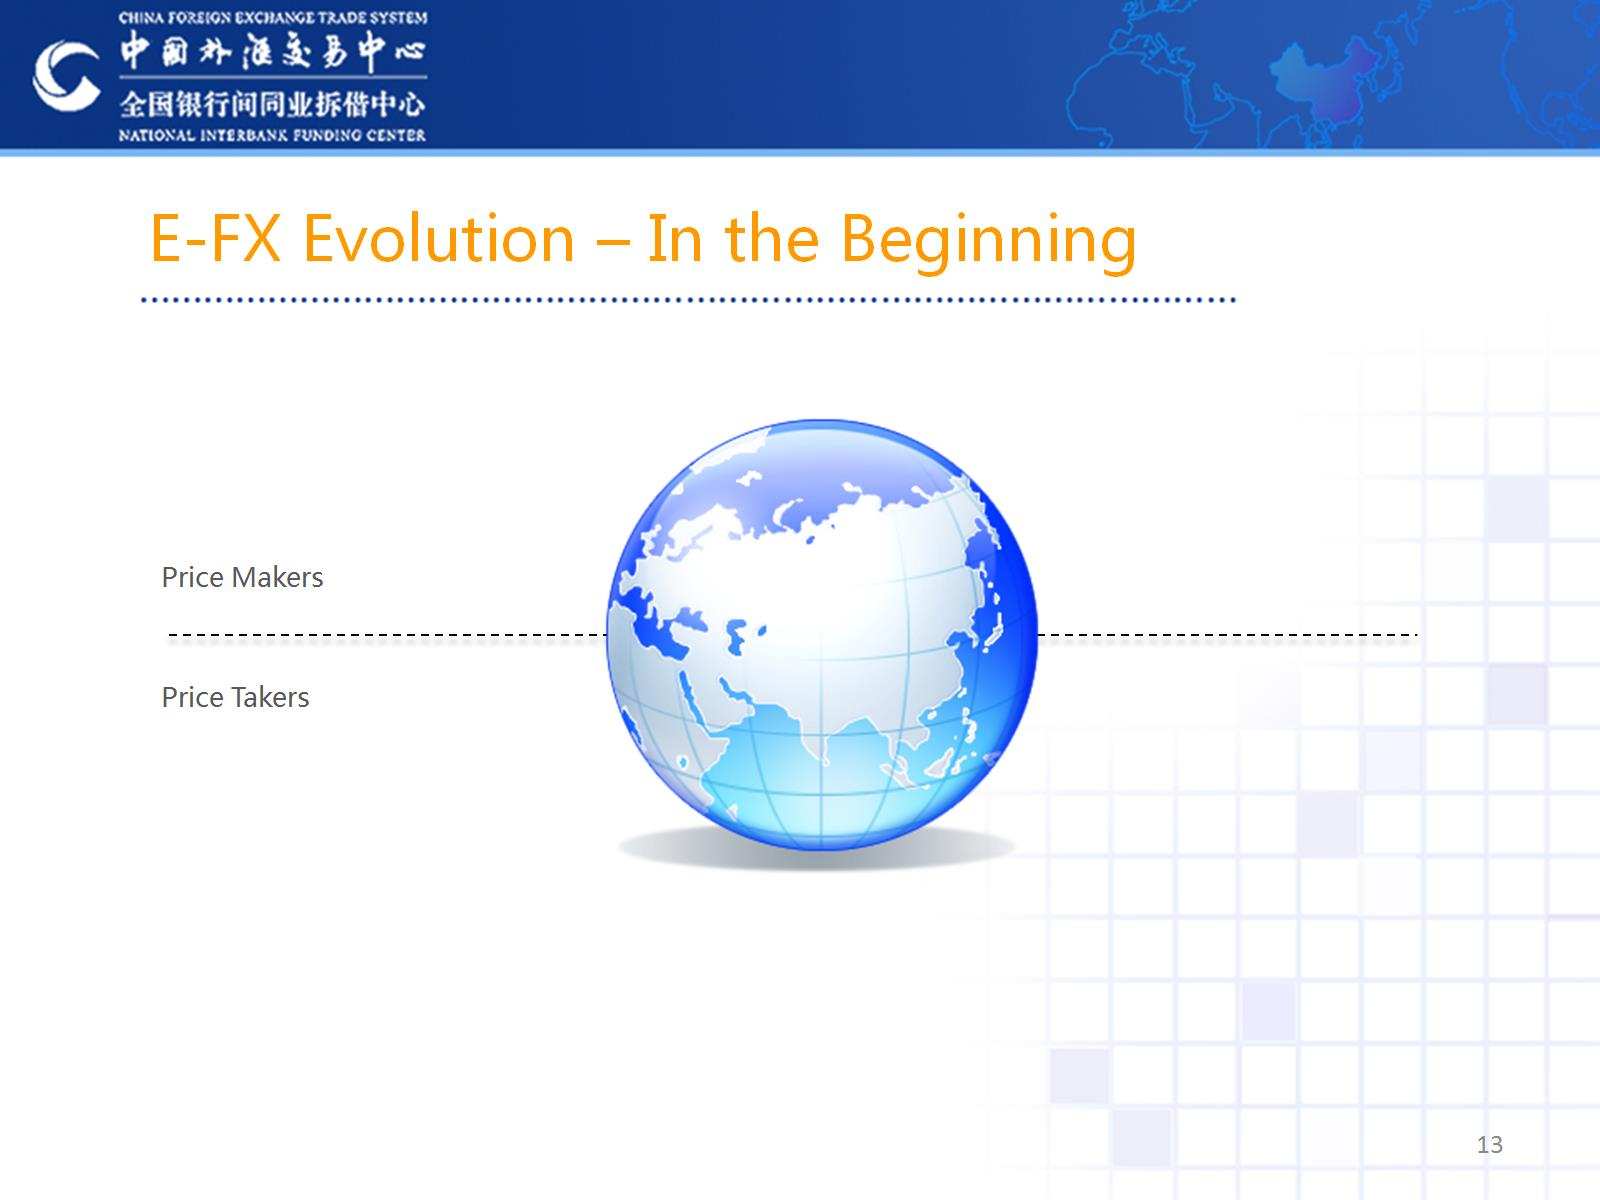 CHINA FOREIGN EXCHANGE TRADE SYSTEM
中国外汇交易中心
全国银行间同业拆借中心
NATIONAL INTERBANK FUNDING CENTER
E-FX Evolution – In the Beginning
Price Makers
Price Takers
13